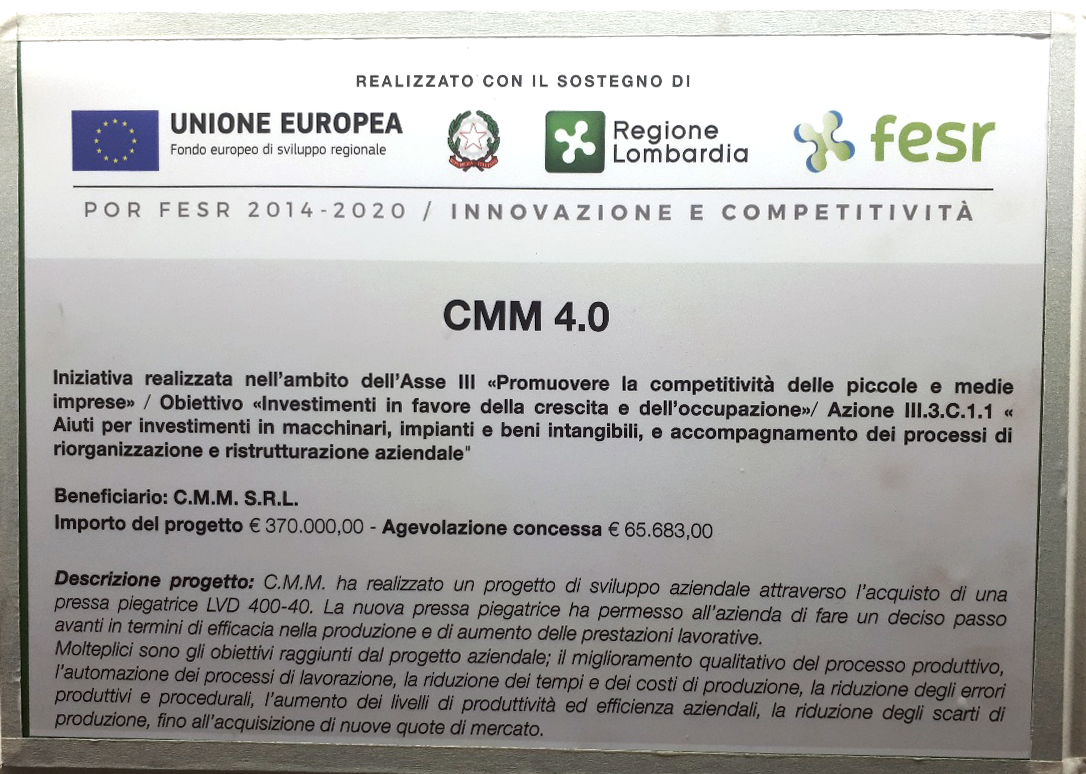 REALIZZATO CON IL SOSTEGNO DI
UNIONE EUROPEA
Fondo europeo di sviluppo regionale
Regione
Lombardia
fesr
POR FESR 2014-2020 / INNOVAZIONE E COMPETITIVITÀ
CMM 4.0
Iniziativa realizzata nell'ambito dell'Asse III «Promuovere la competitività delle piccole e medie
imprese» / Obiettivo «Investimenti in favore della crescita e dell'occupazione»/ Azione III.3.C.1.1 «
Aiuti per investimenti in macchinari, impianti e beni intangibili, e accompagnamento dei processi di
riorganizzazione e ristrutturazione aziendale"
Beneficiario: C.M.M. S.R.L.
Importo del progetto € 370.000,00 - Agevolazione concessa € 65.683,00
Descrizione progetto: C.M.M. ha realizzato un progetto di sviluppo aziendale attraverso l'acquisto di una
pressa piegatrice LVD 400-40. La nuova pressa piegatrice ha permesso all'azienda di fare un deciso passo
avanti in termini di efficacia nella produzione e di aumento delle prestazioni lavorative.
Molteplici sono gli obiettivi raggiunti dal progetto aziendale; il miglioramento qualitativo del processo produttivo,
l'automazione dei processi di lavorazione, la riduzione dei tempi e dei costi di produzione, la riduzione degli errori
produttivi e procedurali, l'aumento dei livelli di produttività ed efficienza aziendali, la riduzione degli scarti di
produzione, fino all'acquisizione di nuove quote di mercato.